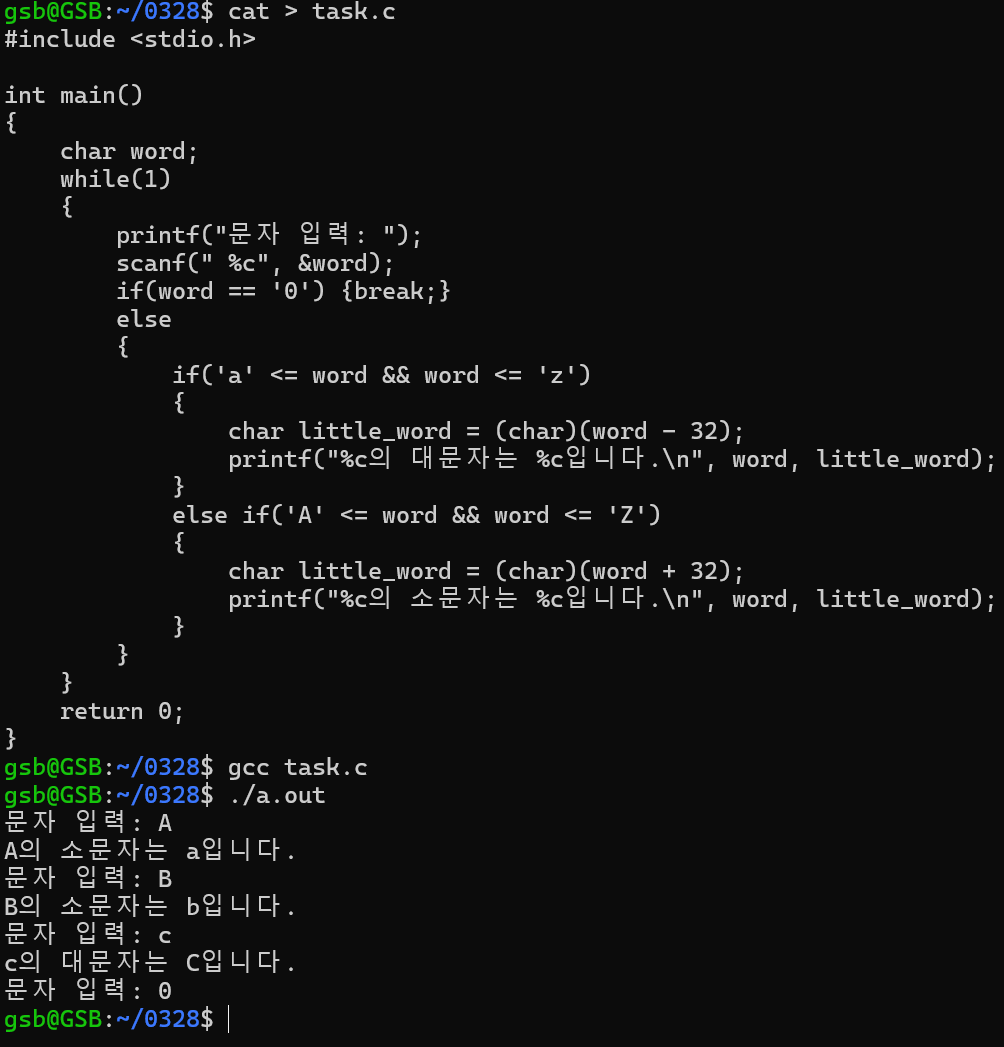 gsb@GSB:~/0328$ cat > task.c
#include <stdio.h>

int main()
{
    char word;
    while(1)
    {
        printf("문자 입력: ");
        scanf(" %c", &word);
        if(word == '0') {break;}
        else
        {
            if('a' <= word && word <= 'z')
            {
                char little_word = (char)(word - 32);
                printf("%c의 대문자는 %c입니다.\n", word, little_word);
            }
            else if('A' <= word && word <= 'Z')
            {
                char little_word = (char)(word + 32);
                printf("%c의 소문자는 %c입니다.\n", word, little_word);
            }
        }
    }
    return 0;
}
gsb@GSB:~/0328$ gcc task.c
gsb@GSB:~/0328$ ./a.out
문자 입력: A
A의 소문자는 a입니다.
문자 입력: B
B의 소문자는 b입니다.
문자 입력: c
c의 대문자는 C입니다.
문자 입력: 0
gsb@GSB:~/0328$